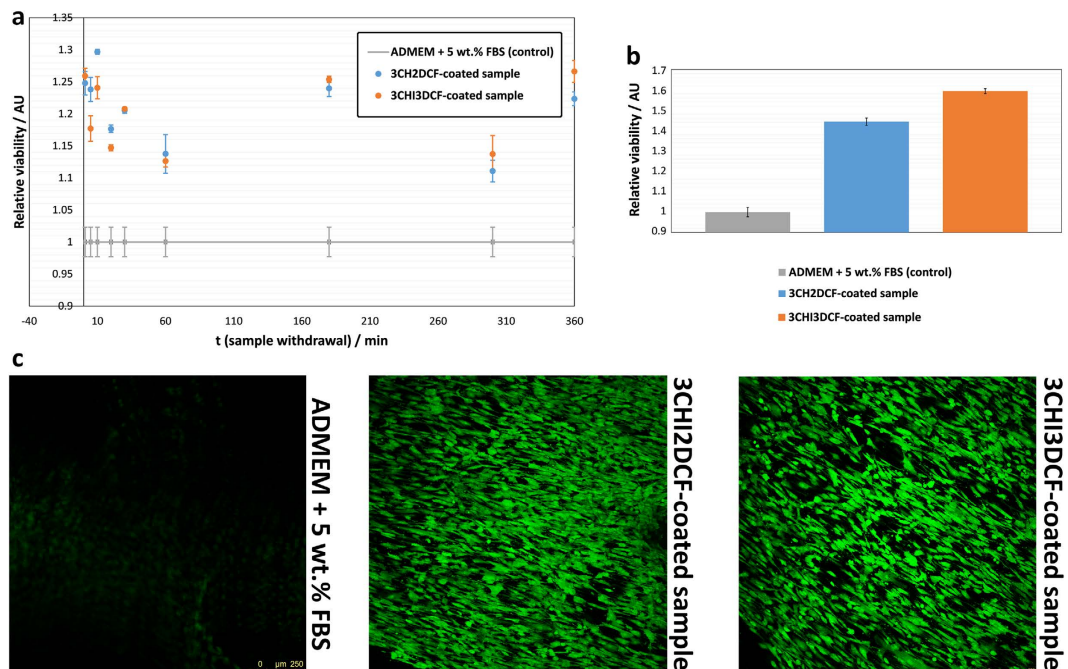 a
1.35
1.3
1.25
1.2
1.15
1.1
1.05
1
0.95
0.9
Relative viability / AU
-40 10 60 110 160 210 260 310 360
t (sample withdrawal) / min
ADMEM + 5 wt.% FBS (control)
3CH2DCF-coated sample
3CHI3DCF-coated sample
b
1.7
1.6
1.5
1.4
1.3
1.2
1.1
1
0.9
Relative viability / AU
ADMEM + 5 wt.% FBS (control)
3CH2DCF-coated sample
3CHI3DCF-coated sample
c
0 µm 250
ADMEM + 5 wt.% FBS
3CHI2DCF-coated sample
3CHI3DCF-coated sample